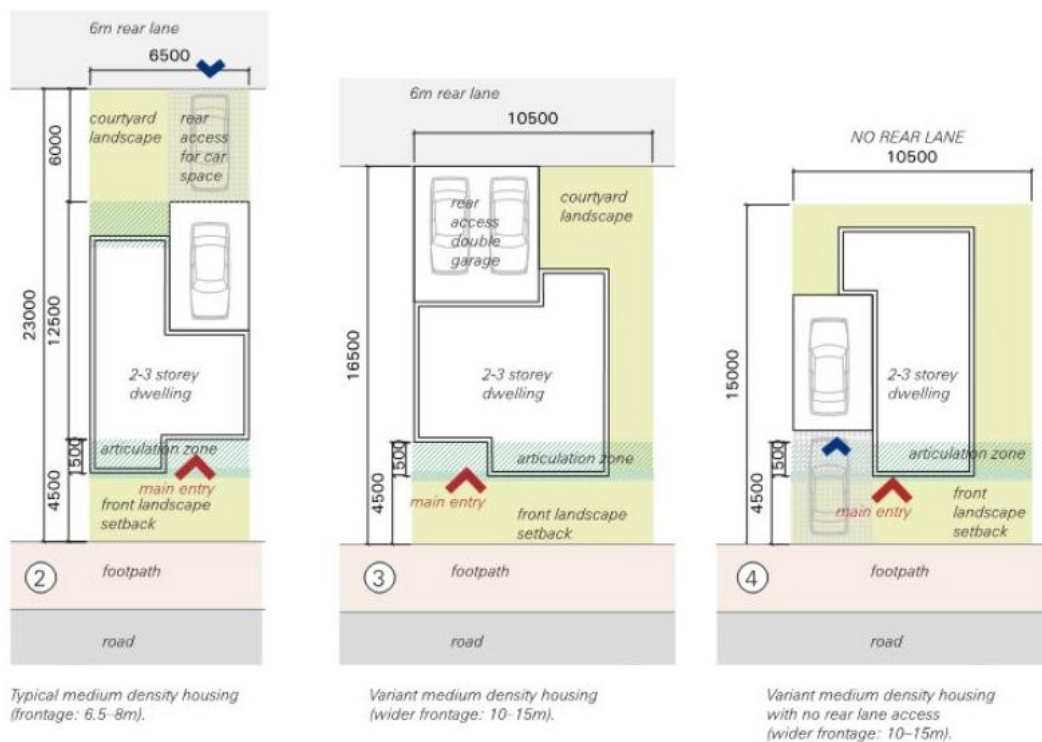 6m rear lane
6500
courtyard
landscape
rear
access
for car
space
6000
23000
12500
2-3 storey
dwelling
articulation zone
1500
4500
main entry
front landscape
setback
2
footpath
road
Typical medium density housing
(frontage: 6.5–8m).
6m rear lane
10500
rear
access
double
garage
courtyard
landscape
16500
2-3 storey
dwelling
1500
articulation zone
4500
main entry
front landscape
setback
3
footpath
road
Variant medium density housing
(wider frontage: 10–15m).
NO REAR LANE
10500
15000
2-3 storey
dwelling
1500
articulation zone
4500
main entry
front
landscape
setback
4
footpath
road
Variant medium density housing
with no rear lane access
(wider frontage: 10–15m).